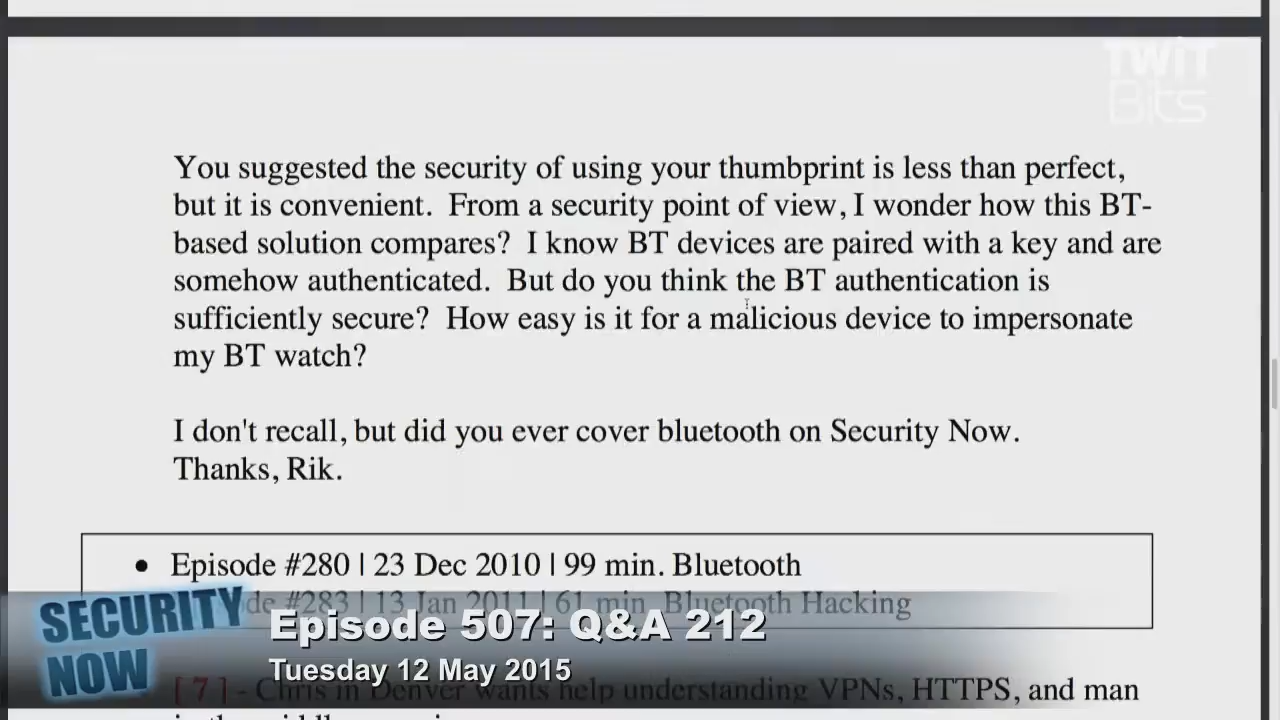 TWiT
Bits
You suggested the security of using your thumbprint is less than perfect,
but it is convenient.  From a security point of view, I wonder how this BT-
based solution compares?  I know BT devices are paired with a key and are
somehow authenticated.  But do you think the BT authentication is
sufficiently secure?  How easy is it for a malicious device to impersonate
my BT watch?
I don't recall, but did you ever cover bluetooth on Security Now.
Thanks, Rik.
• Episode #280 | 23 Dec 2010 | 99 min. Bluetooth
de #283 | 13 Jan 2011 | 61 min. Bluetooth Hacking
SECURITY
NOW
Episode 507: Q&A 212
Tuesday 12 May 2015
[ 7 ] - Chris in Denver wants help understanding VPNs, HTTPS, and man